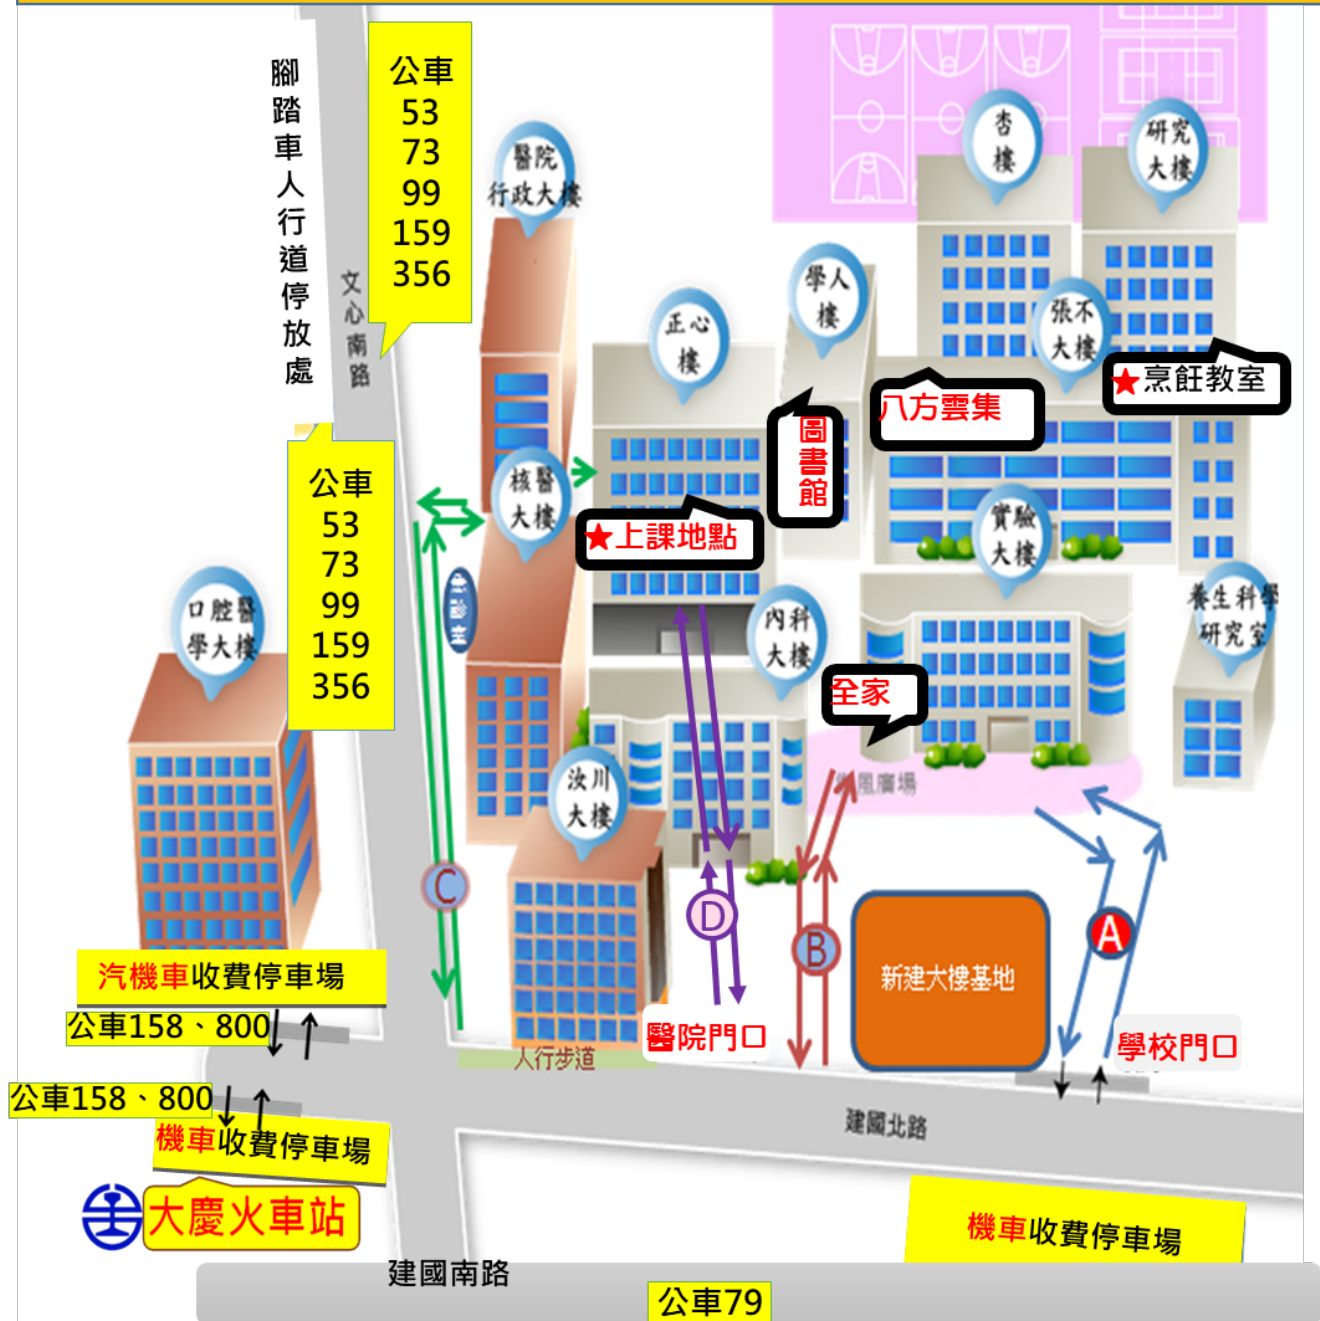 腳踏車人行道停放處
公車
53
73
99
159
356
文心南路
公車
53
73
99
159
356
醫院
行政大樓
杏
樓
研究
大樓
學人
樓
正心
樓
張不
大樓
★烹飪教室
八方雲集
圖書館
核醫
大樓
★上課地點
實驗
大樓
口腔醫
學大樓
內科
大樓
養生科學
研究室
全家
風廣場
汝川
大樓
C
D
B
A
新建大樓基地
汽機車收費停車場
公車158、800
醫院門口
學校門口
人行步道
公車158、800
機車收費停車場
建國北路
大慶火車站
機車收費停車場
建國南路
公車79